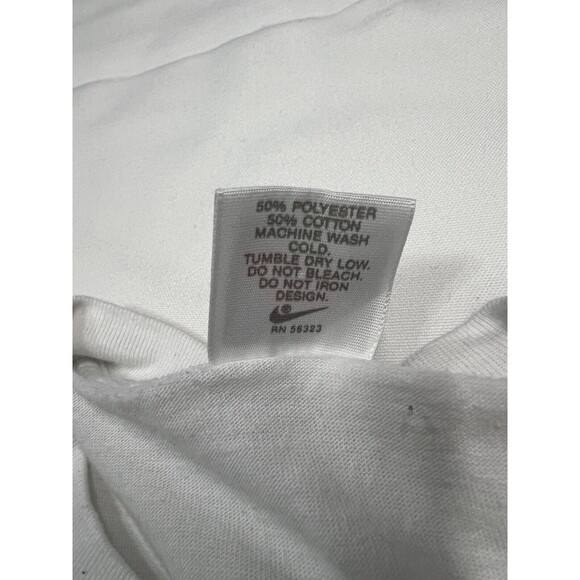 50% POLYESTER
50% COTTON
MACHINE WASH
COLD.
TUMBLE DRY LOW.
DO NOT BLEACH.
DO NOT IRON
DESIGN.
®
RN 56323